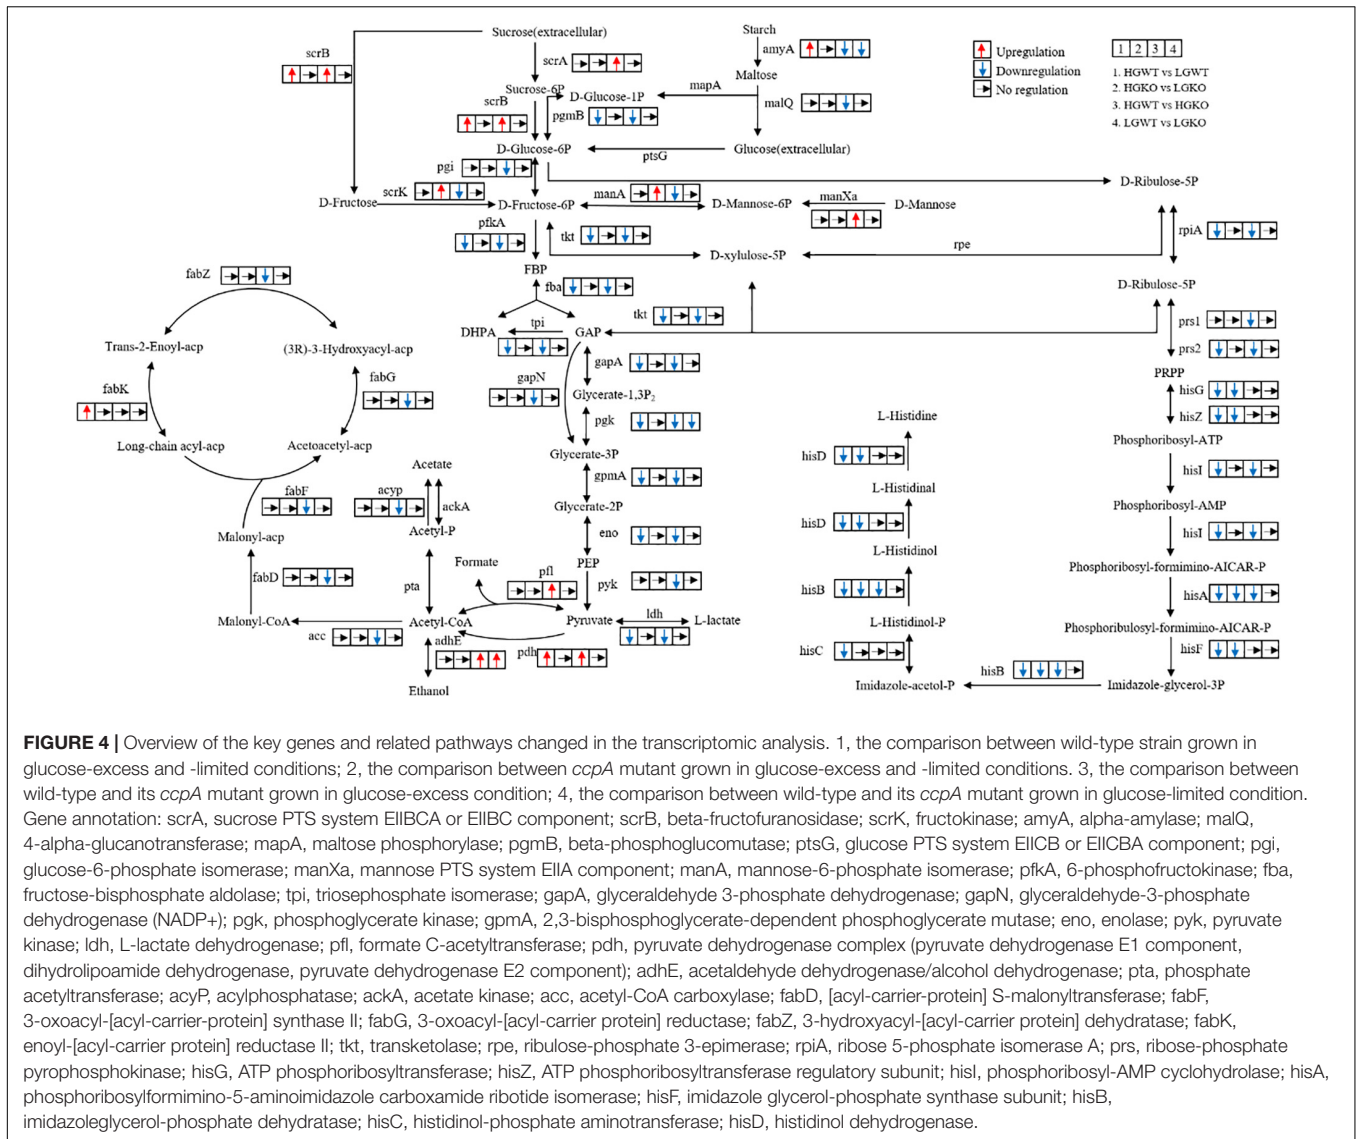 Sucrose(extracellular)
Starch
scrB
scrA
amyA
Upregulation
1 2 3 4
Downregulation
1. HGWT vs LGWT
No regulation
2. HGKO vs LGKO
3. HGWT vs HGKO
4. LGWT vs LGKO
Maltose
mapA
Sucrose-6P
D-Glucose-1P
malQ
scrB
pgmB
D-Glucose-6P
ptsG
Glucose(extracellular)
pgi
scrK
manA
manXa
D-Ribulose-5P
D-Fructose
D-Fructose-6P
D-Mannose-6P
D-Mannose
pfkA
tkt
rpe
rpiA
D-xylulose-5P
fabZ
FBP
fba
D-Ribulose-5P
tkt
prs1
DHPA
tpi
GAP
Trans-2-Enoyl-acp
(3R)-3-Hydroxyacyl-acp
prs2
gapA
fabK
fabG
gapN
PRPP
Glycerate-1,3P2
hisG
hisZ
pgk
L-Histidine
Long-chain acyl-acp
Acetoacetyl-acp
Phosphoribosyl-ATP
Glycerate-3P
hisD
Acetate
hisI
fabF
acyp
gpmA
L-Histidinal
ackA
Glycerate-2P
Phosphoribosyl-AMP
Malonyl-acp
Acetyl-P
eno
hisD
hisI
L-Histidinol
Formate
pfl
PEP
Phosphoribosyl-formimino-AICAR-P
fabD
pta
pyk
hisB
hisA
Malonyl-CoA
acc
Acetyl-CoA
Pyruvate
ldh
L-lactate
L-Histidinol-P
Phosphoribulosyl-formimino-AICAR-P
adhE
pdh
hisC
hisF
hisB
Ethanol
Imidazole-acetol-P
Imidazole-glycerol-3P
FIGURE 4 | Overview of the key genes and related pathways changed in the transcriptomic analysis. 1, the comparison between wild-type strain grown in
glucose-excess and -limited conditions; 2, the comparison between ccpA mutant grown in glucose-excess and -limited conditions. 3, the comparison between
wild-type and its ccpA mutant grown in glucose-excess condition; 4, the comparison between wild-type and its ccpA mutant grown in glucose-limited condition.
Gene annotation: scrA, sucrose PTS system EIIBCA or EIIBC component; scrB, beta-fructofuranosidase; scrK, fructokinase; amyA, alpha-amylase; malQ,
4-alpha-glucanotransferase; mapA, maltose phosphorylase; pgmB, beta-phosphoglucomutase; ptsG, glucose PTS system EIICB or EIICBA component; pgi,
glucose-6-phosphate isomerase; manXa, mannose PTS system EIIA component; manA, mannose-6-phosphate isomerase; pfkA, 6-phosphofructokinase; fba,
fructose-bisphosphate aldolase; tpi, triosephosphate isomerase; gapA, glyceraldehyde 3-phosphate dehydrogenase; gapN, glyceraldehyde-3-phosphate
dehydrogenase (NADP+); pgk, phosphoglycerate kinase; gpmA, 2,3-bisphosphoglycerate-dependent phosphoglycerate mutase; eno, enolase; pyk, pyruvate
kinase; ldh, L-lactate dehydrogenase; pfl, formate C-acetyltransferase; pdh, pyruvate dehydrogenase complex (pyruvate dehydrogenase E1 component,
dihydrolipoamide dehydrogenase, pyruvate dehydrogenase E2 component); adhE, acetaldehyde dehydrogenase/alcohol dehydrogenase; pta, phosphate
acetyltransferase; acyP, acylphosphatase; ackA, acetate kinase; acc, acetyl-CoA carboxylase; fabD, [acyl-carrier-protein] S-malonyltransferase; fabF,
3-oxoacyl-[acyl-carrier-protein] synthase II; fabG, 3-oxoacyl-[acyl-carrier protein] reductase; fabZ, 3-hydroxyacyl-[acyl-carrier protein] dehydratase; fabK,
enoyl-[acyl-carrier protein] reductase II; tkt, transketolase; rpe, ribulose-phosphate 3-epimerase; rpiA, ribose 5-phosphate isomerase A; prs, ribose-phosphate
pyrophosphokinase; hisG, ATP phosphoribosyltransferase; hisZ, ATP phosphoribosyltransferase regulatory subunit; hisI, phosphoribosyl-AMP cyclohydrolase; hisA,
phosphoribosylformimino-5-aminoimidazole carboxamide ribotide isomerase; hisF, imidazole glycerol-phosphate synthase subunit; hisB,
imidazoleglycerol-phosphate dehydratase; hisC, histidinol-phosphate aminotransferase; hisD, histidinol dehydrogenase.